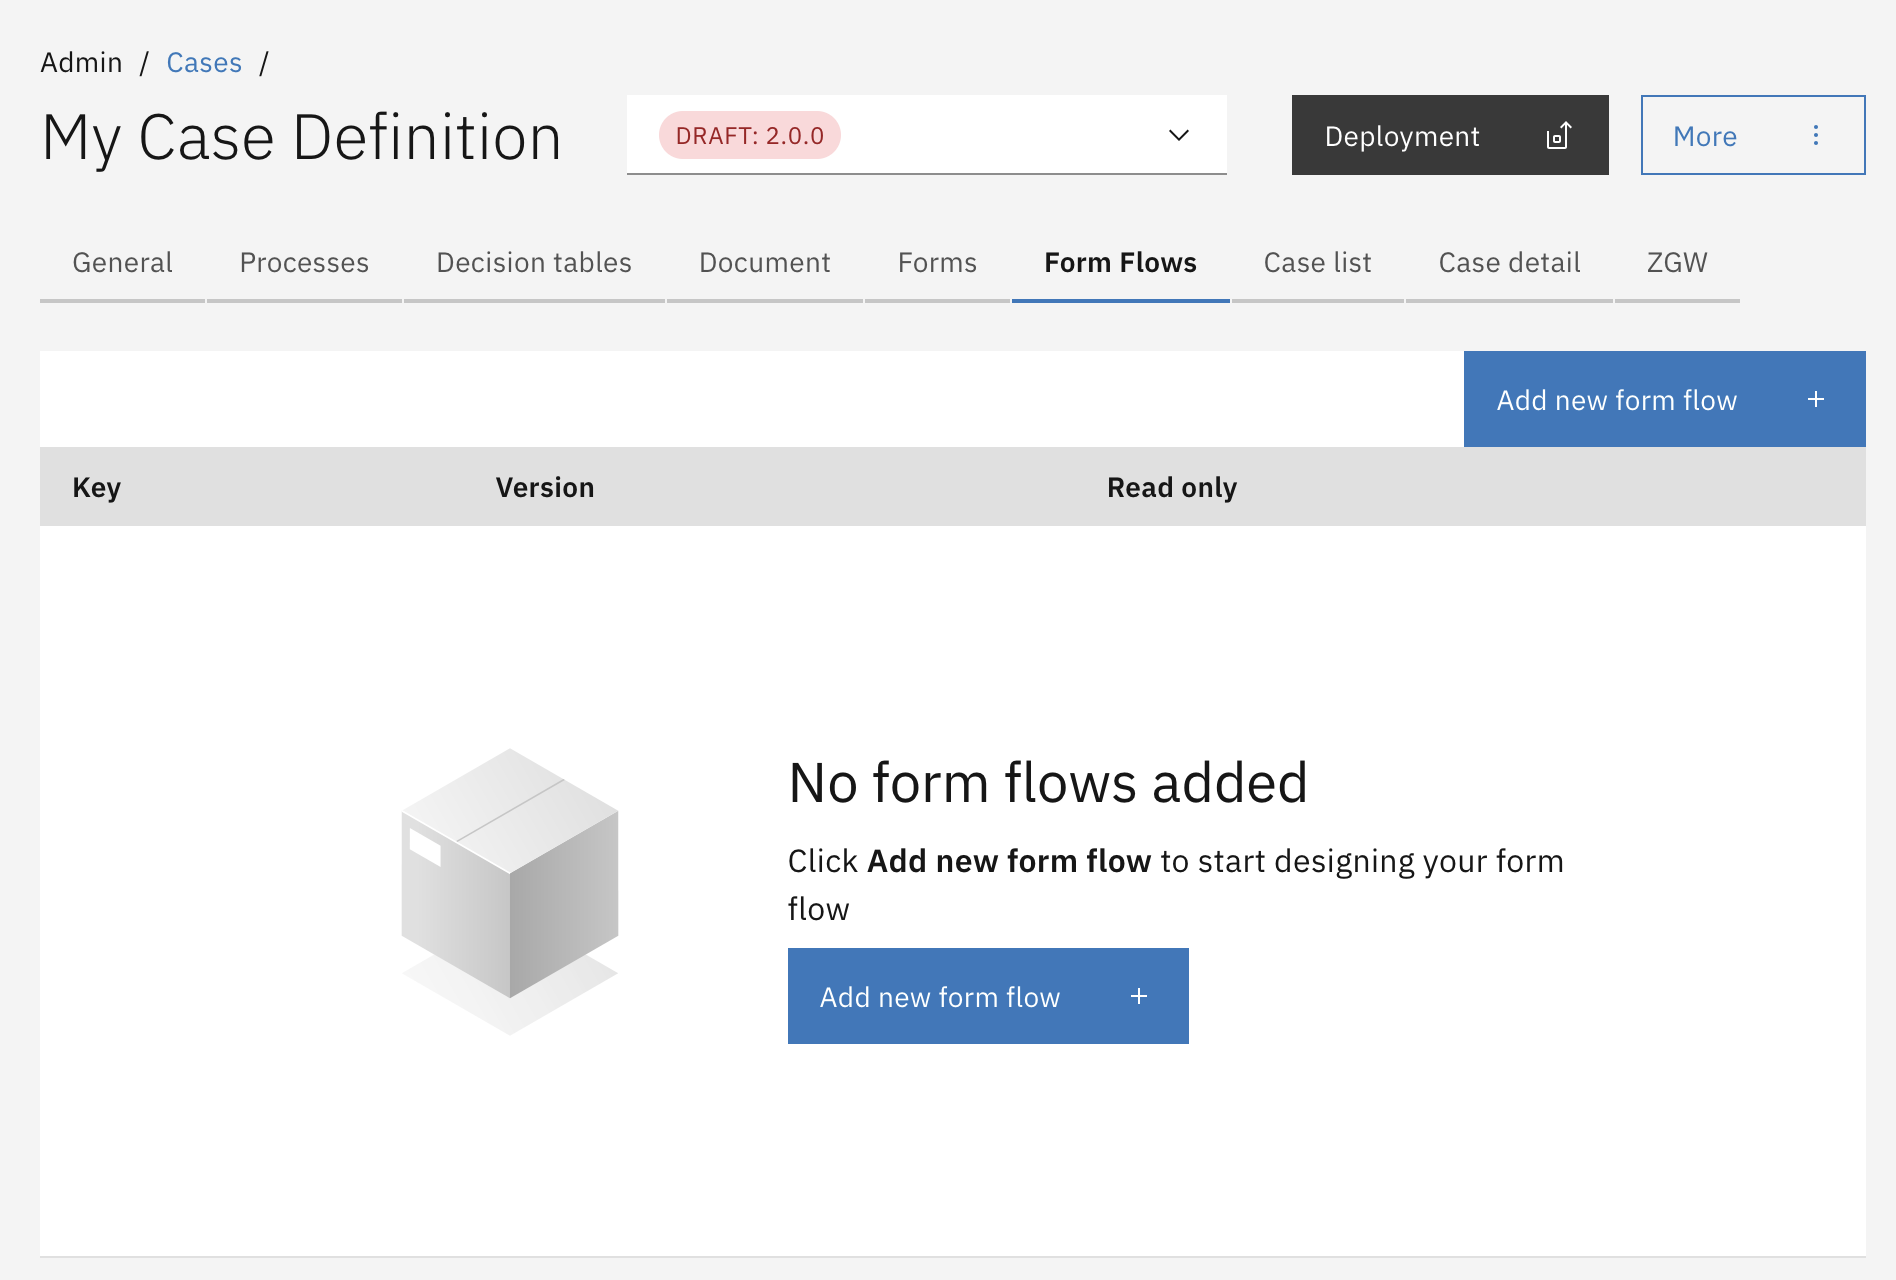 Admin / Cases /
My Case Definition
DRAFT: 2.0.0
Deployment
More
General Processes Decision tables Document Forms Form Flows Case list Case detail ZGW
Add new form flow +
Key Version Read only
No form flows added
Click Add new form flow to start designing your form
flow
Add new form flow +